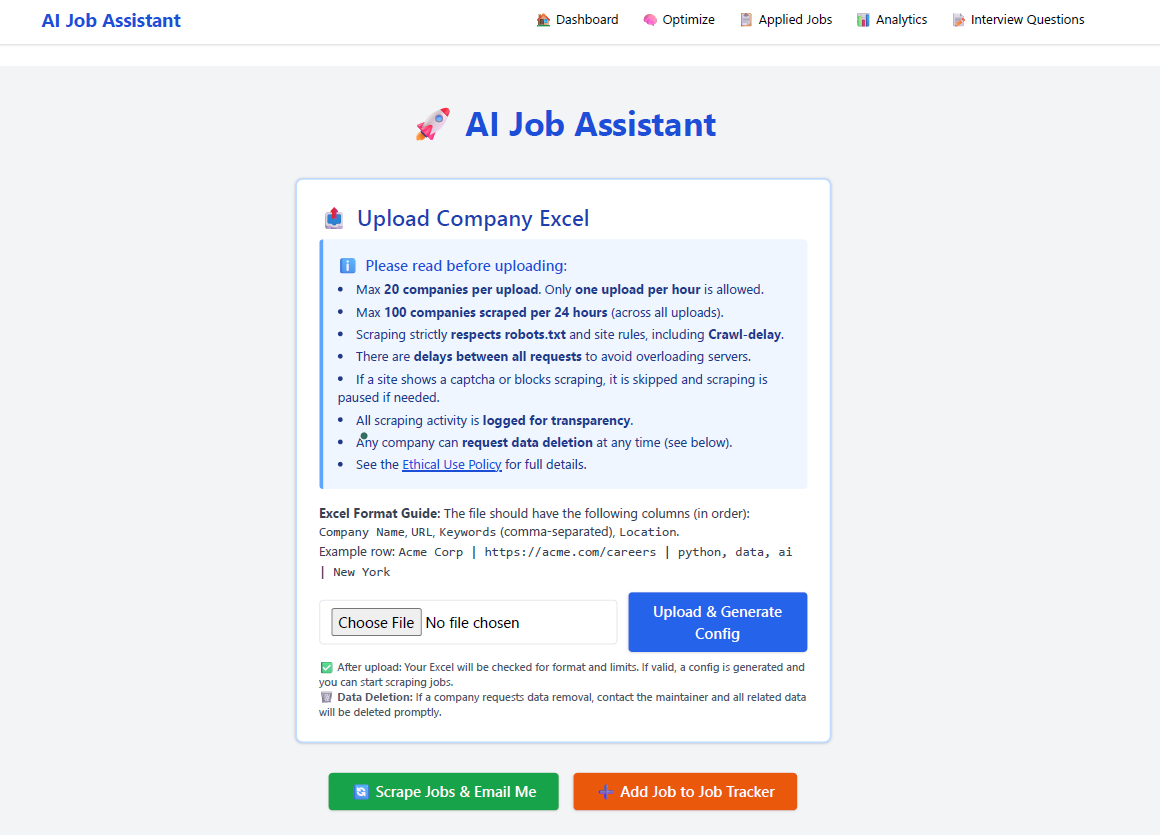 AI Job Assistant
Dashboard
Optimize
Applied Jobs
Analytics
Interview Questions
AI Job Assistant
Upload Company Excel
Please read before uploading:
• Max 20 companies per upload. Only one upload per hour is allowed.
• Max 100 companies scraped per 24 hours (across all uploads).
• Scraping strictly respects robots.txt and site rules, including Crawl-delay.
• There are delays between all requests to avoid overloading servers.
• If a site shows a captcha or blocks scraping, it is skipped and scraping is
paused if needed.
• All scraping activity is logged for transparency.
• Any company can request data deletion at any time (see below).
• See the Ethical Use Policy for full details.
Excel Format Guide: The file should have the following columns (in order):
Company Name, URL, Keywords (comma-separated), Location.
Example row: Acme Corp | https://acme.com/careers | python, data, ai
| New York
Choose File No file chosen
Upload & Generate
Config
After upload: Your Excel will be checked for format and limits. If valid, a config is generated and
you can start scraping jobs.
Data Deletion: If a company requests data removal, contact the maintainer and all related data
will be deleted promptly.
Scrape Jobs & Email Me
Add Job to Job Tracker